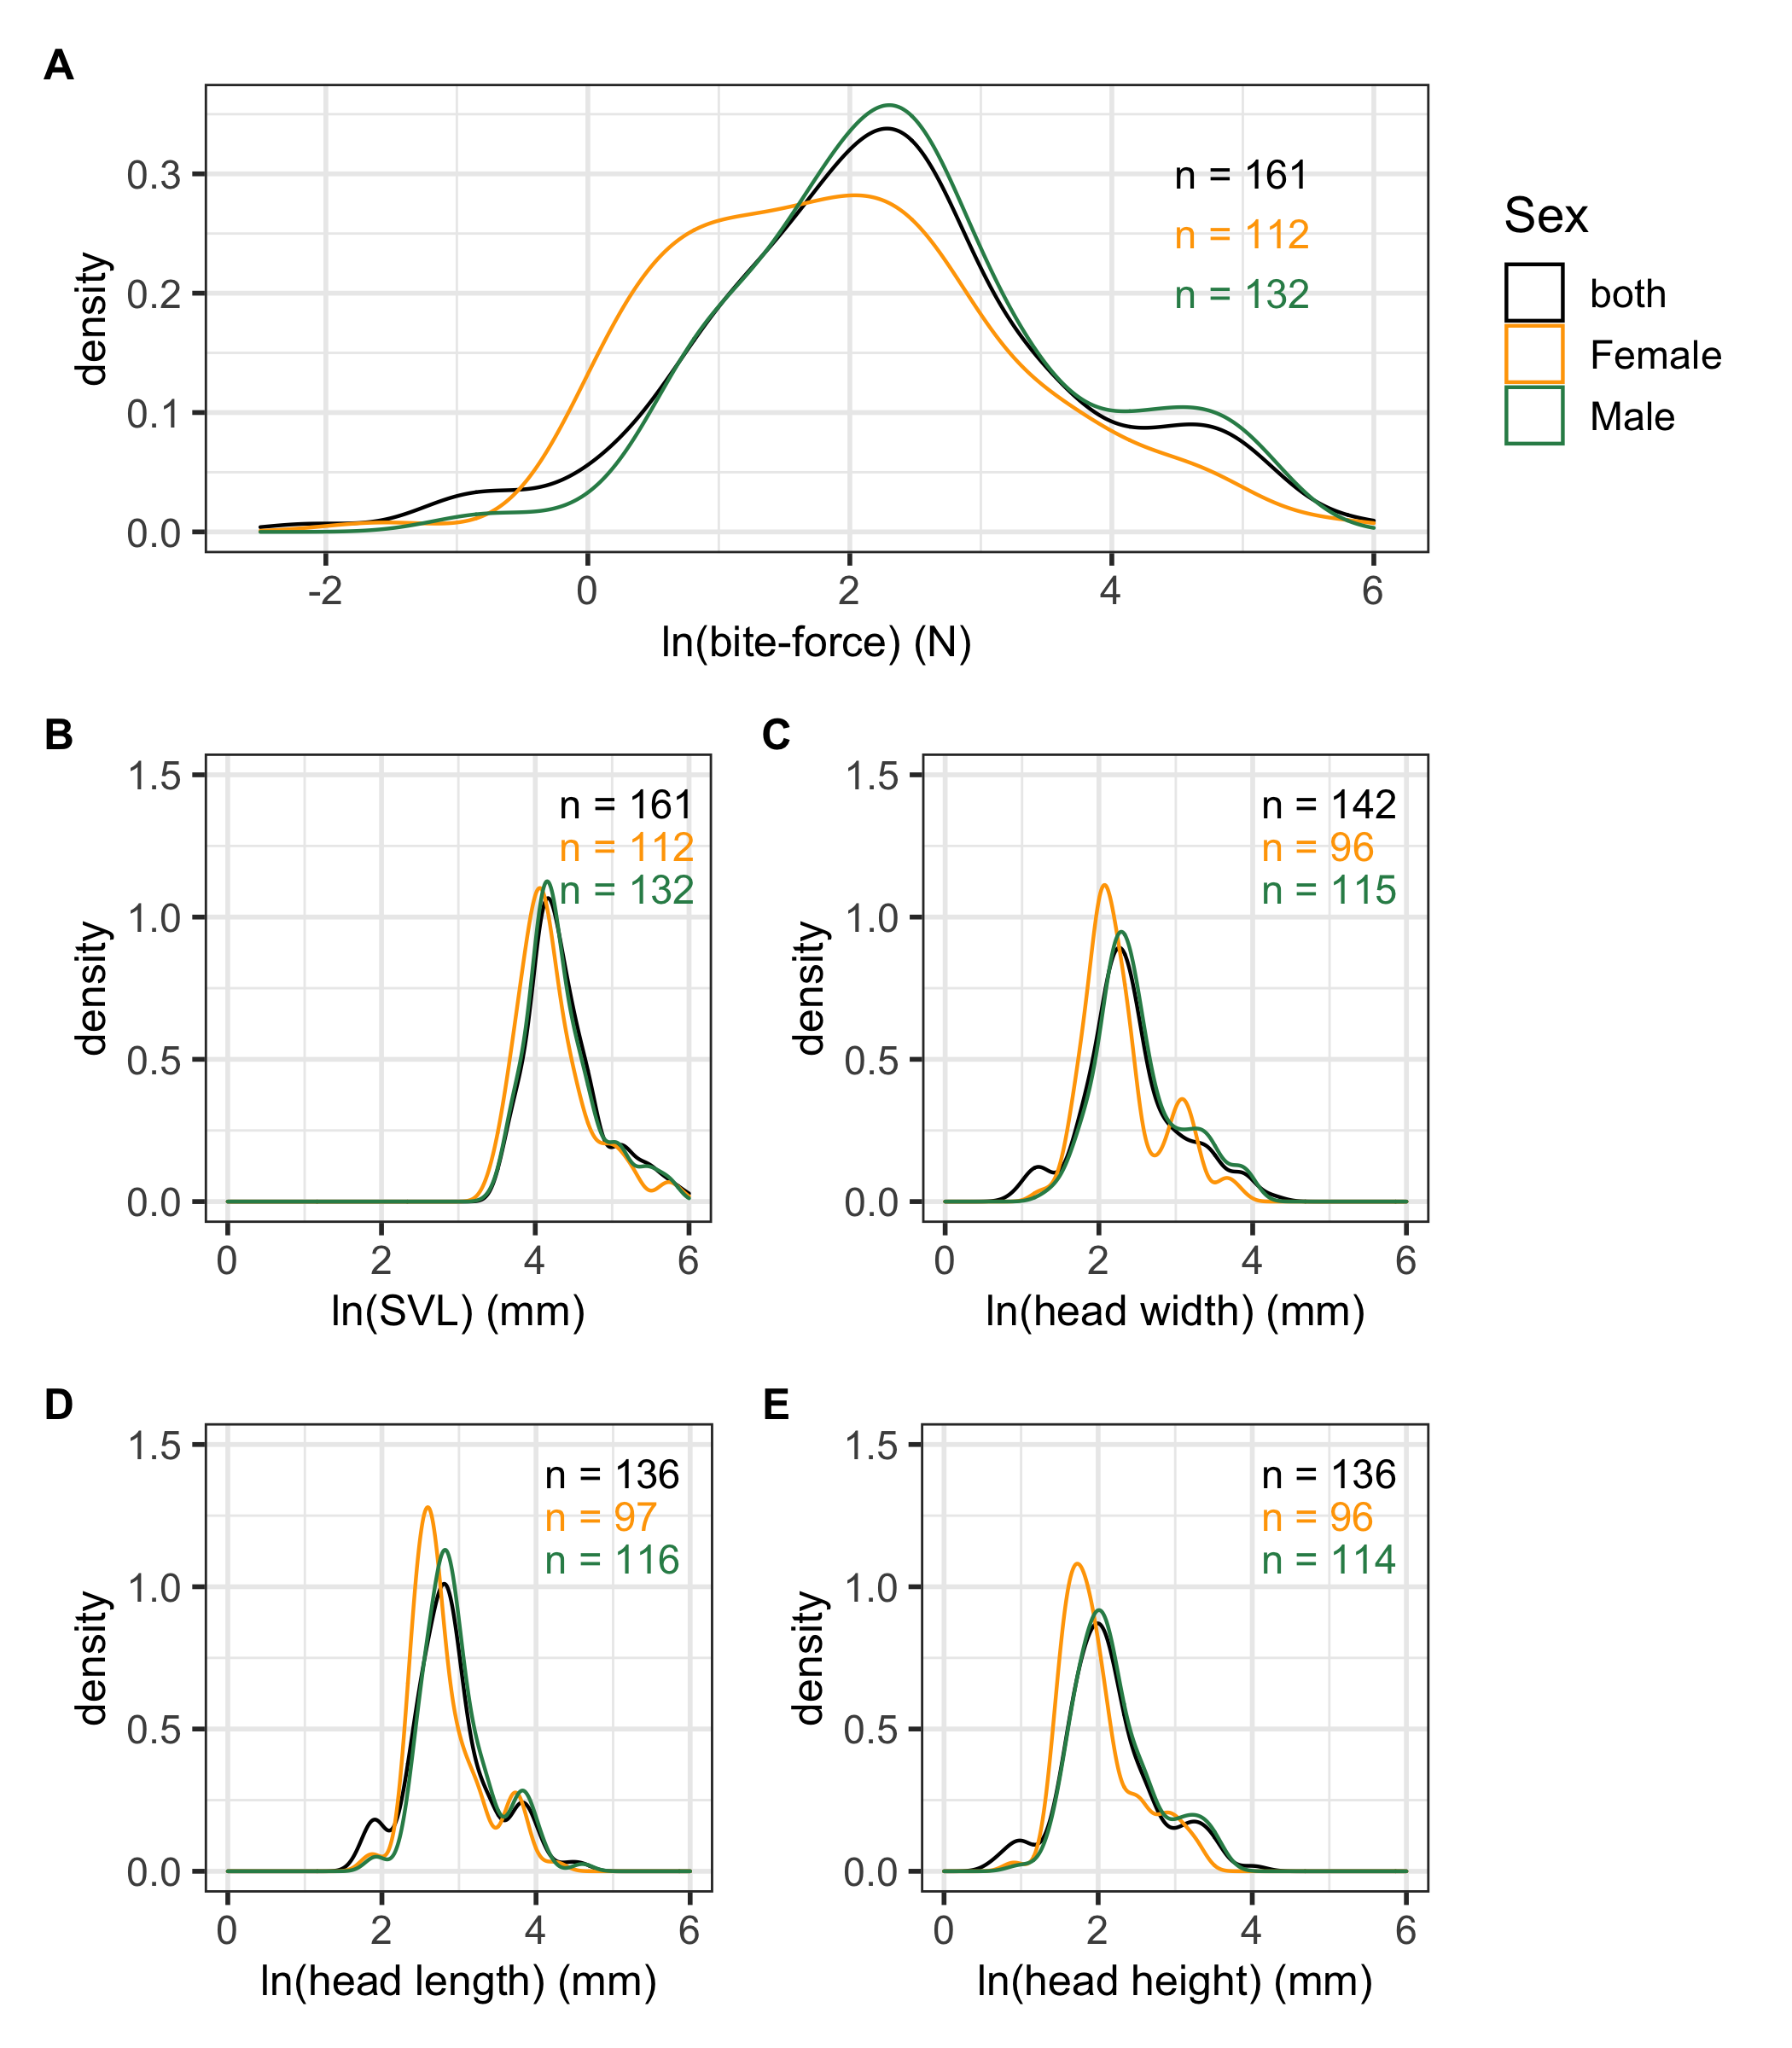 A
0.3
0.2
0.1
0.0
density
n = 161
n = 112
n = 132
-2
0
2
4
6
ln(bite-force) (N)
Sex
both
Female
Male
B
1.5
1.0
0.5
0.0
density
n = 161
n = 112
n = 132
0
2
4
6
ln(SVL) (mm)
C
1.5
1.0
0.5
0.0
density
n = 142
n = 96
n = 115
0
2
4
6
ln(head width) (mm)
D
1.5
1.0
0.5
0.0
density
n = 136
n = 97
n = 116
0
2
4
6
ln(head length) (mm)
E
1.5
1.0
0.5
0.0
density
n = 136
n = 96
n = 114
0
2
4
6
ln(head height) (mm)